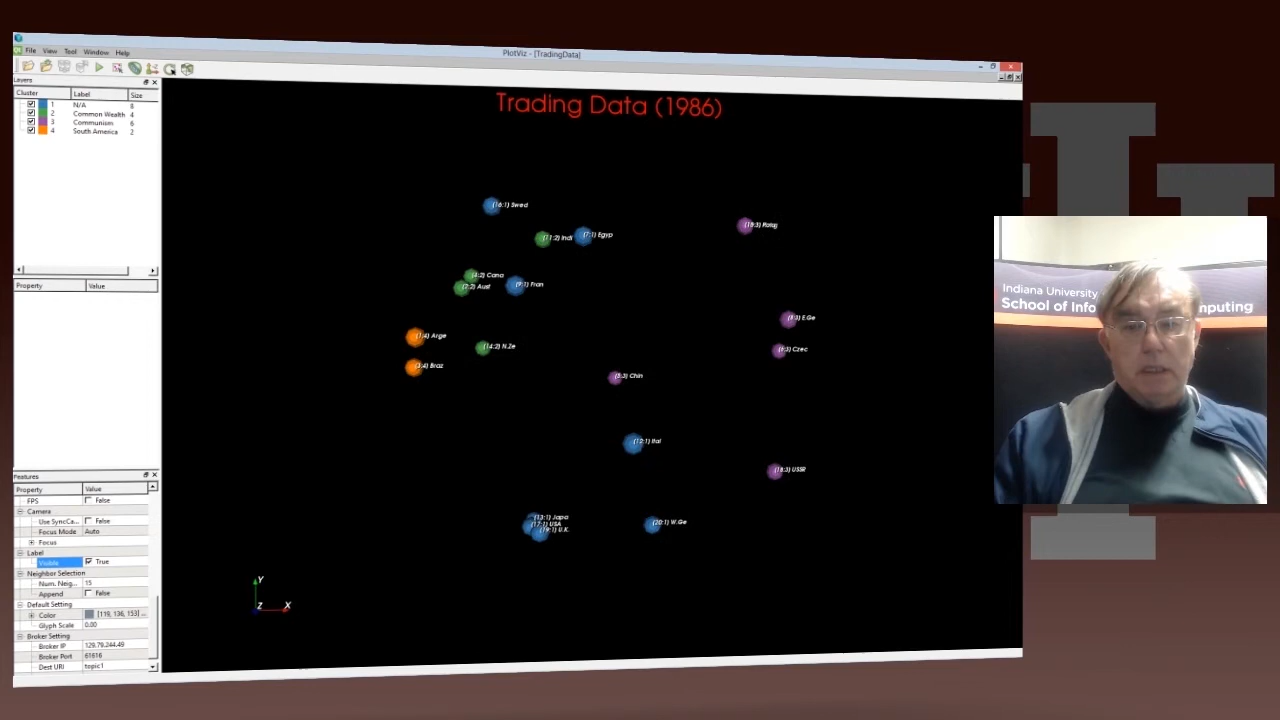 PlotViz - [TradingData]
File View Tool Window Help
Layers
Cluster Label Size
1 N/A 8
2 Common Wealth 4
3 Communism 6
4 South America 2
Property Value
Features
Property Value
FPS False
Camera
Use SyncCa... False
Focus Mode Auto
Focus
Label
Visible True
Neighbor Selection
Num. Neig... 15
Append False
Default Setting
Color [119, 136, 153] ...
Glyph Scale 0.00
Broker Setting
Broker IP 129.79.244.49
Broker Port 61616
Dest URI topic1
Trading Data (1986)
(16:1) Swed
(11:2) Indi
(7:1) Egyp
(4:2) Cana
(2:2) Aust
(9:1) Fran
(1:4) Arge
(14:2) N.Ze
(3:4) Braz
(5:3) Chin
(8:3) E.Ge
(6:3) Czec
(12:1) Ital
(18:3) USSR
(13:1) Japa
(17:1) USA
(19:1) U.K.
(20:1) W.Ge
Y
Z X
Indiana University
School of Info Computing